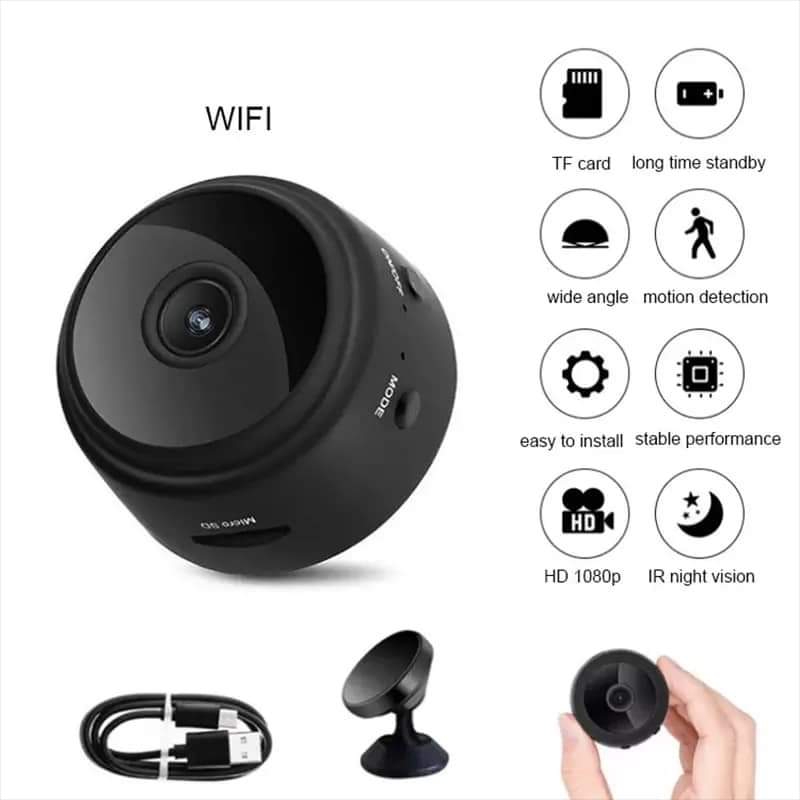 WIFI
TF card
long time standby
wide angle
motion detection
MODE
easy to install
stable performance
HD
Micro SD
HD 1080p
IR night vision